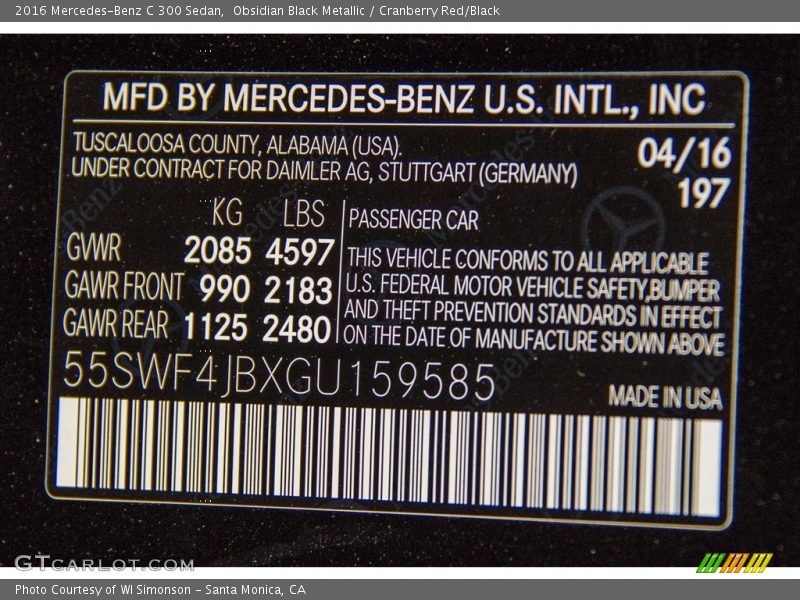 2016 Mercedes-Benz C 300 Sedan,  Obsidian Black Metallic / Cranberry Red/Black
MFD BY MERCEDES-BENZ U.S. INTL., INC
TUSCALOOSA COUNTY, ALABAMA (USA).
UNDER CONTRACT FOR DAIMLER AG, STUTTGART (GERMANY)
04/16
197
KG LBS
GVWR 2085 4597
GAWR FRONT 990 2183
GAWR REAR 1125 2480
PASSENGER CAR
THIS VEHICLE CONFORMS TO ALL APPLICABLE
U.S. FEDERAL MOTOR VEHICLE SAFETY,BUMPER
AND THEFT PREVENTION STANDARDS IN EFFECT
ON THE DATE OF MANUFACTURE SHOWN ABOVE
55SWF4JBXGU159585
MADE IN USA
GTCARLOT.COM
Photo Courtesy of WI Simonson - Santa Monica, CA